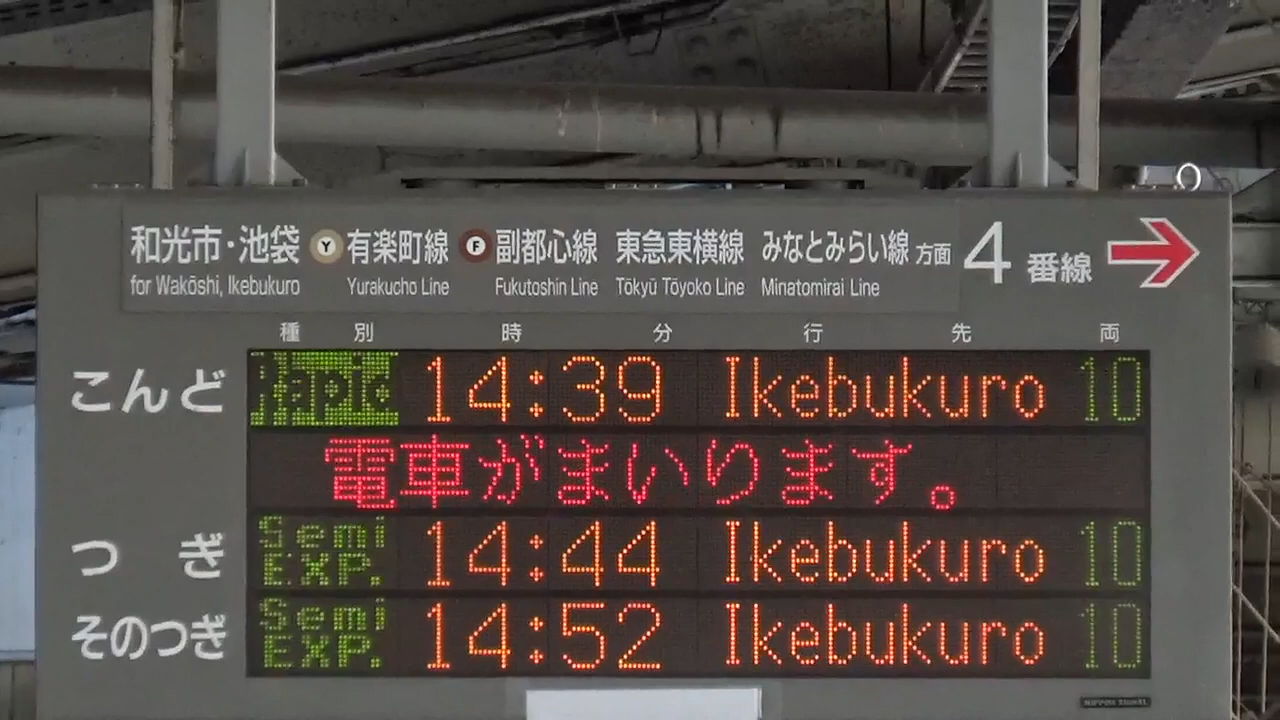 和光市・池袋 Y 有楽町線 F 副都心線 東急東横線 みなとみらい線 方面 4 番線
for Wakōshi, Ikebukuro Yurakucho Line Fukutoshin Line Tōkyū Tōyoko Line Minatomirai Line
種別 時 分 行 先 両
こんど Rapid 14:39 Ikebukuro 10
電車がまいります。
つぎ Semi EXP. 14:44 Ikebukuro 10
そのつぎ Semi EXP. 14:52 Ikebukuro 10
NIPPON SIGNAL